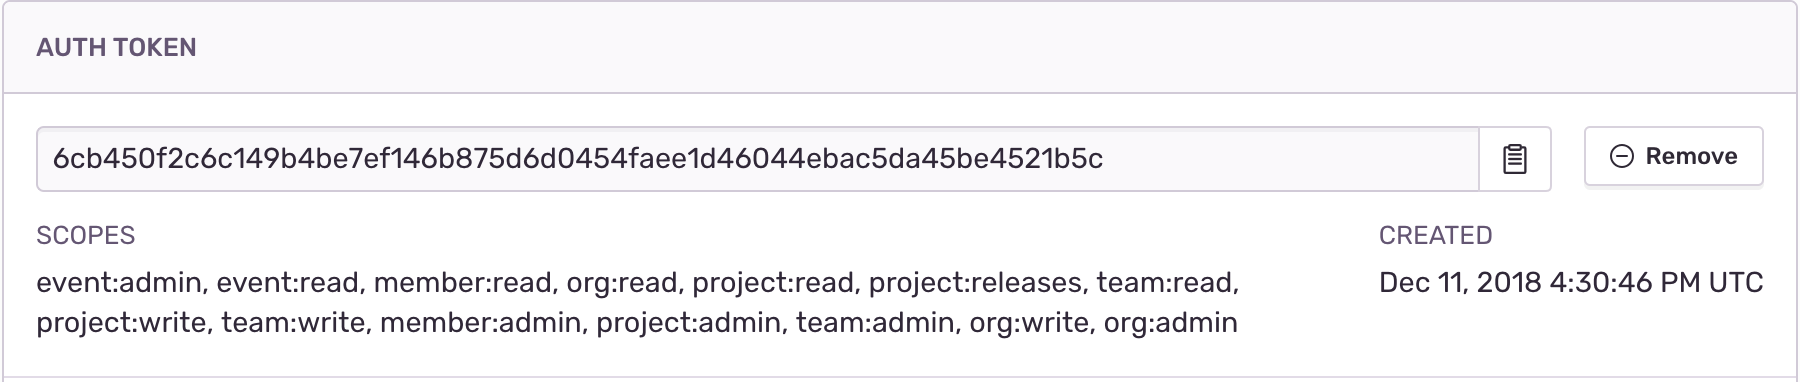 AUTH TOKEN
6cb450f2c6c149b4be7ef146b875d6d0454faee1d46044ebac5da45be4521b5c
Remove
SCOPES
event:admin, event:read, member:read, org:read, project:read, project:releases, team:read,
project:write, team:write, member:admin, project:admin, team:admin, org:write, org:admin
CREATED
Dec 11, 2018 4:30:46 PM UTC